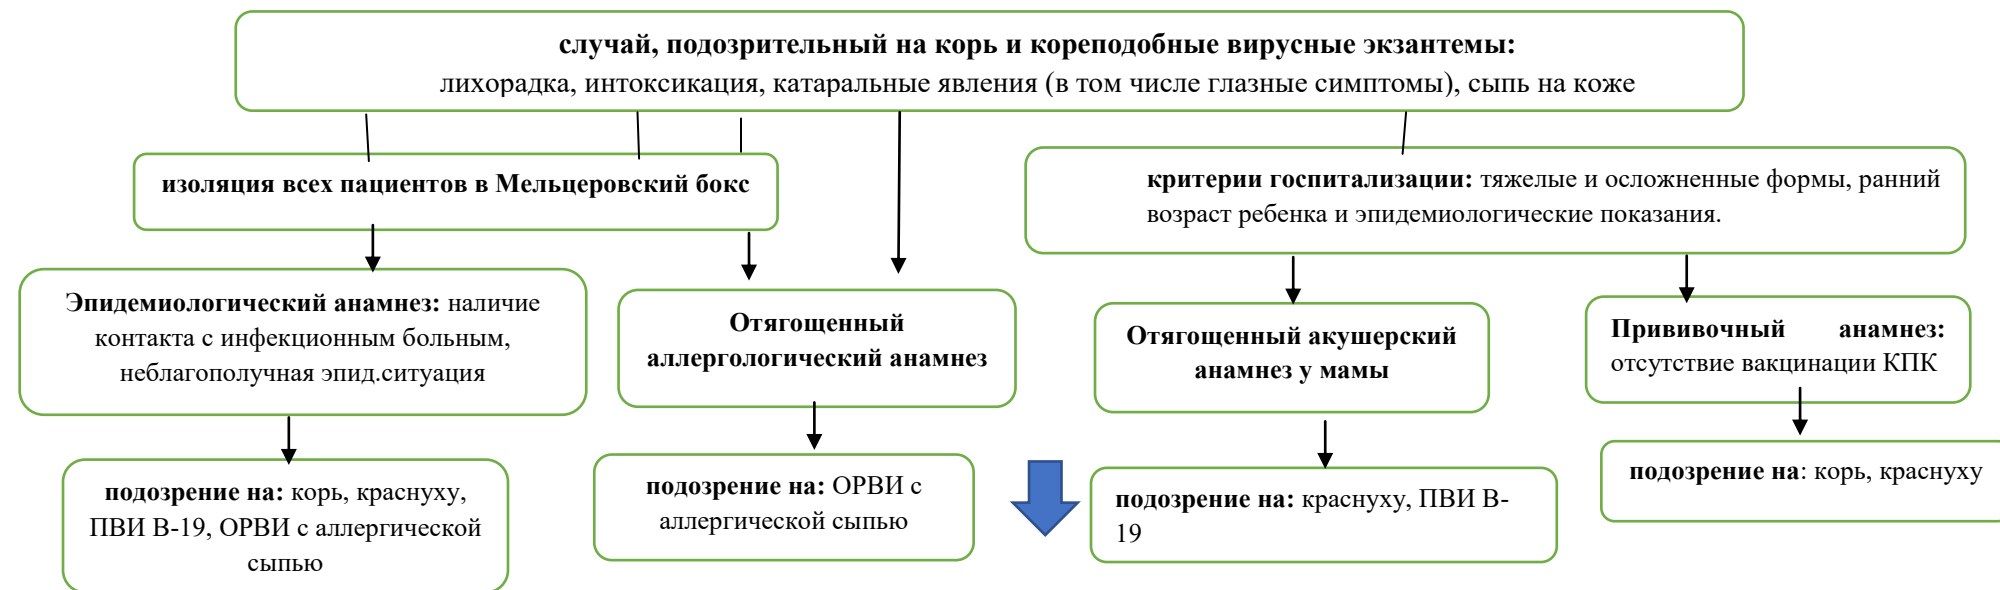 случай, подозрительный на корь и кореподобные вирусные экзантемы:
лихорадка, интоксикация, катаральные явления (в том числе глазные симптомы), сыпь на коже
изоляция всех пациентов в Мельцеровский бокс
критерии госпитализации: тяжелые и осложненные формы, ранний
возраст ребенка и эпидемиологические показания.
Эпидемиологический анамнез: наличие
контакта с инфекционным больным,
неблагополучная эпид.ситуация
Отягощенный
аллергологический анамнез
Отягощенный акушерский
анамнез у мамы
Прививочный анамнез:
отсутствие вакцинации КПК
подозрение на: корь, краснуху,
ПВИ В-19, ОРВИ с аллергической
сыпью
подозрение на: ОРВИ с
аллергической сыпью
подозрение на: краснуху, ПВИ В-
19
подозрение на: корь, краснуху